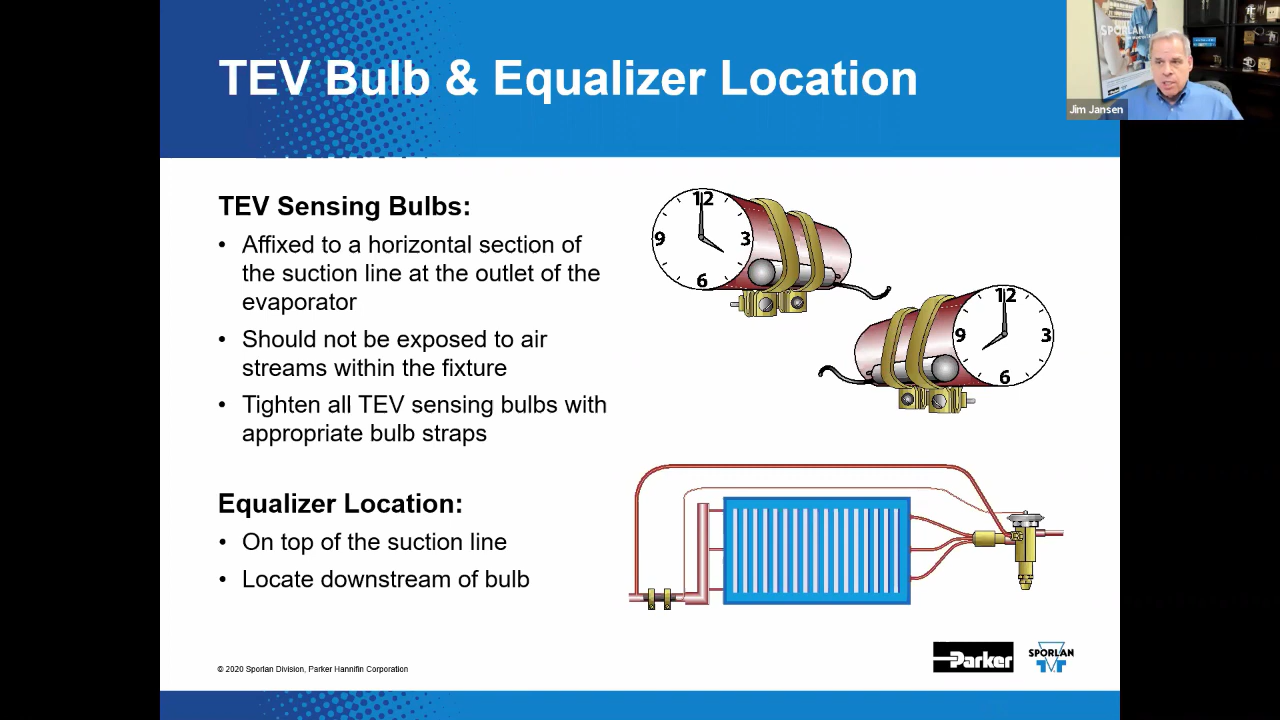 TEV Bulb & Equalizer Location
SPORLAN
Jim Jansen
TEV Sensing Bulbs:
• Affixed to a horizontal section of
the suction line at the outlet of the
evaporator
• Should not be exposed to air
streams within the fixture
• Tighten all TEV sensing bulbs with
appropriate bulb straps
12
9
3
6
12
9
3
6
Equalizer Location:
• On top of the suction line
• Locate downstream of bulb
© 2020 Sporlan Division, Parker Hannifin Corporation
Parker
SPORLAN